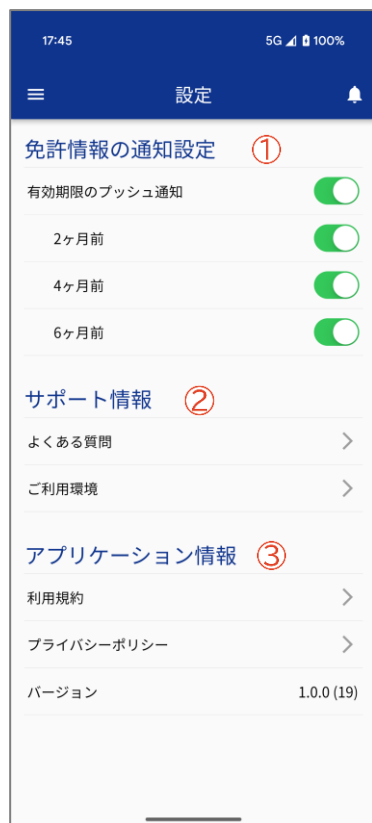 17:45 5G 100%
設定
免許情報の通知設定 ①
有効期限のプッシュ通知
2ヶ月前
4ヶ月前
6ヶ月前
サポート情報 ②
よくある質問
ご利用環境
アプリケーション情報 ③
利用規約
プライバシーポリシー
バージョン 1.0.0 (19)